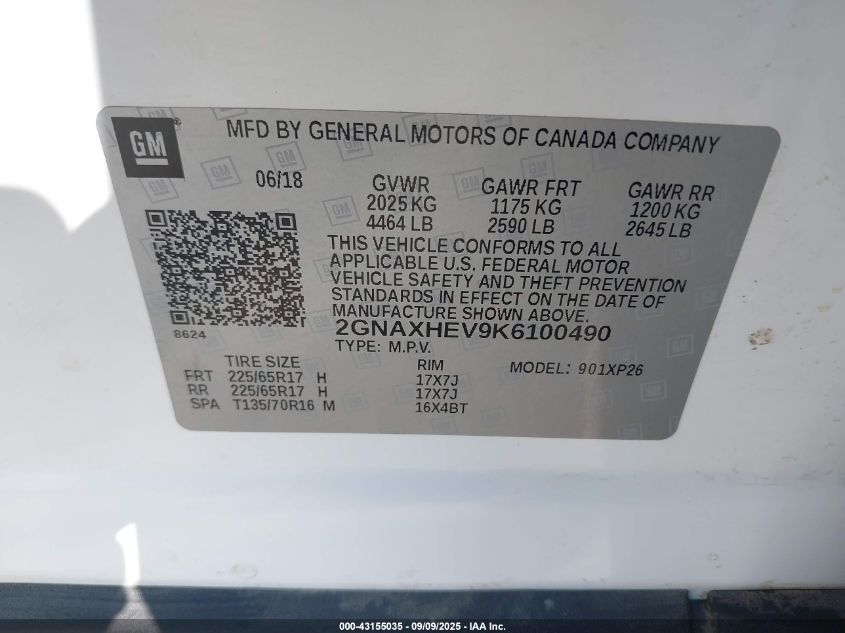 GM
MFD BY GENERAL MOTORS OF CANADA COMPANY
06/18 GVWR GAWR FRT GAWR RR
2025 KG 1175 KG 1200 KG
4464 LB 2590 LB 2645 LB
THIS VEHICLE CONFORMS TO ALL
APPLICABLE U.S. FEDERAL MOTOR
VEHICLE SAFETY AND THEFT PREVENTION
STANDARDS IN EFFECT ON THE DATE OF
MANUFACTURE SHOWN ABOVE.
8624 2GNAXHEV9K6100490
TYPE: M.P.V.
TIRE SIZE RIM MODEL: 901XP26
FRT 225/65R17 H 17X7J
RR 225/65R17 H 17X7J
SPA T135/70R16 M 16X4BT
000-43155035 - 09/09/2025 - IAA Inc.